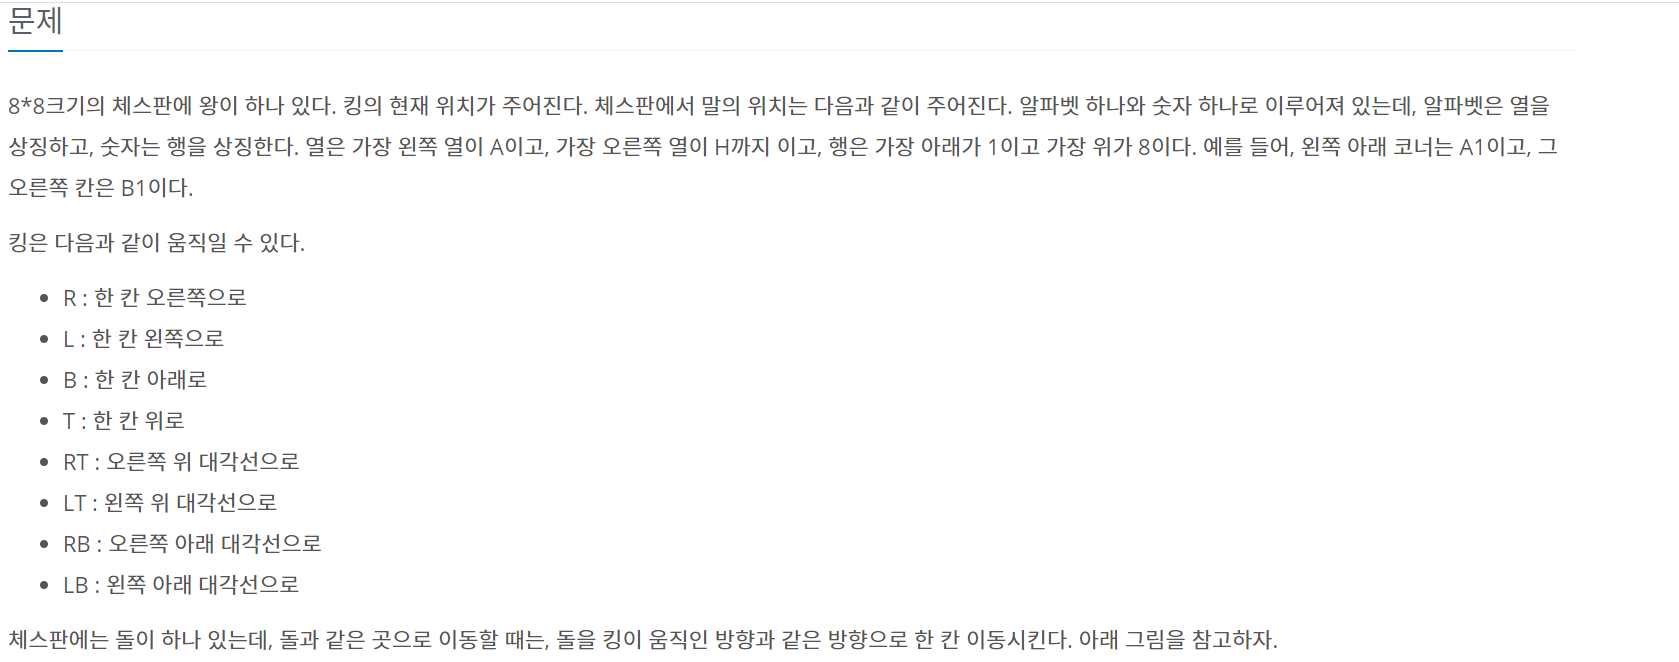 문제
8*8크기의 체스판에 왕이 하나 있다. 킹의 현재 위치가 주어진다. 체스판에서 말의 위치는 다음과 같이 주어진다. 알파벳 하나와 숫자 하나로 이루어져 있는데, 알파벳은 열을
상징하고, 숫자는 행을 상징한다. 열은 가장 왼쪽 열이 A이고, 가장 오른쪽 열이 H까지 이고, 행은 가장 아래가 1이고 가장 위가 8이다. 예를 들어, 왼쪽 아래 코너는 A1이고, 그
오른쪽 칸은 B1이다.
킹은 다음과 같이 움직일 수 있다.
• R : 한 칸 오른쪽으로
• L : 한 칸 왼쪽으로
• B : 한 칸 아래로
• T : 한 칸 위로
• RT : 오른쪽 위 대각선으로
• LT : 왼쪽 위 대각선으로
• RB : 오른쪽 아래 대각선으로
• LB : 왼쪽 아래 대각선으로
체스판에는 돌이 하나 있는데, 돌과 같은 곳으로 이동할 때는, 돌을 킹이 움직인 방향과 같은 방향으로 한 칸 이동시킨다. 아래 그림을 참고하자.